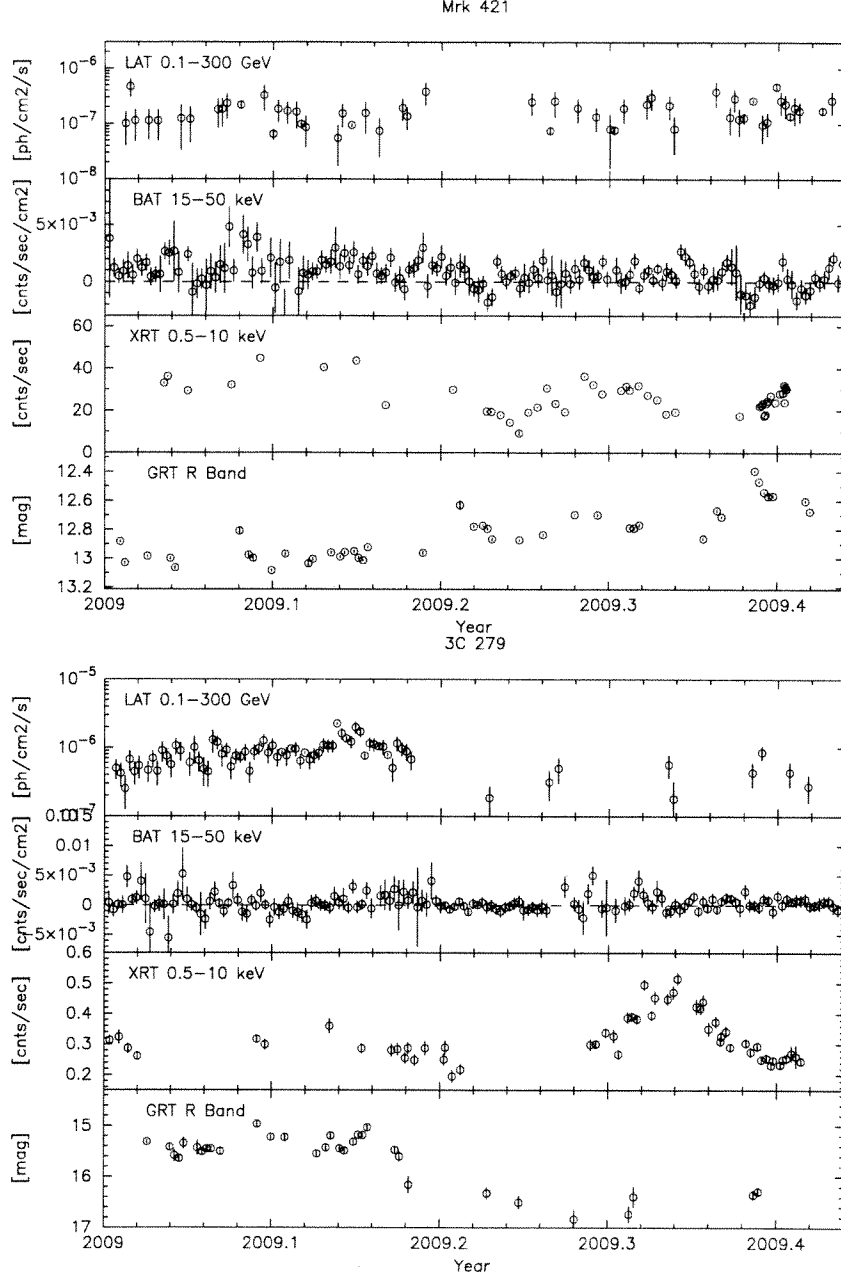 Mrk 421
LAT 0.1-300 GeV
10^-6
10^-7
10^-8
[ph/cm2/s]
BAT 15-50 keV
5×10^-3
0
[cnts/sec/cm2]
XRT 0.5-10 keV
60
40
20
0
[cnts/sec]
GRT R Band
12.4
12.6
12.8
13.0
13.2
[mag]
2009 2009.1 2009.2 2009.3 2009.4
Year
3C 279
LAT 0.1-300 GeV
10^-5
10^-6
10^-7
[ph/cm2/s]
BAT 15-50 keV
0.015
0.01
5×10^-3
0
-5×10^-3
[cnts/sec/cm2]
XRT 0.5-10 keV
0.6
0.5
0.4
0.3
0.2
[cnts/sec]
GRT R Band
15
16
17
[mag]
2009 2009.1 2009.2 2009.3 2009.4
Year